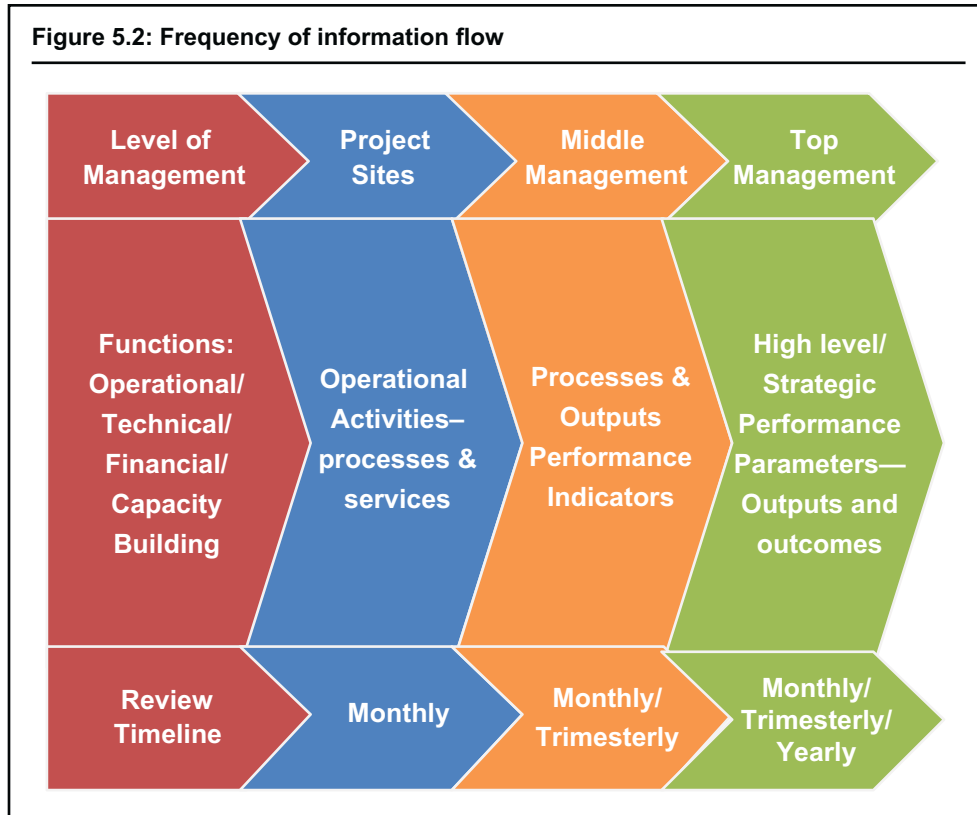 Figure 5.2: Frequency of information flow
Level of
Management
Project
Sites
Middle
Management
Top
Management
Functions:
Operational/
Technical/
Financial/
Capacity
Building
Operational
Activities–
processes &
services
Processes &
Outputs
Performance
Indicators
High level/
Strategic
Performance
Parameters—
Outputs and
outcomes
Review
Timeline
Monthly
Monthly/
Trimesterly
Monthly/
Trimesterly/
Yearly